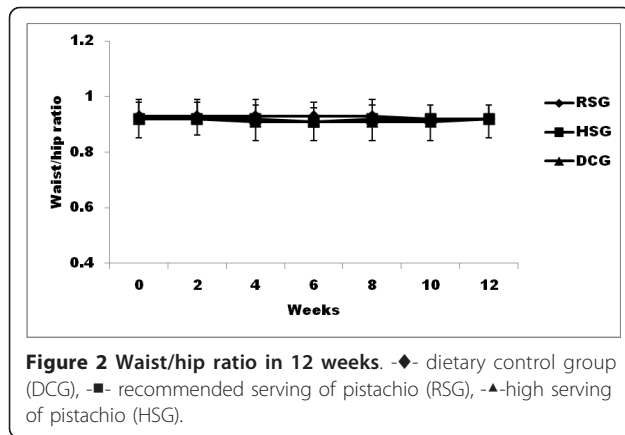 1.2
1
0.8
0.6
0.4
Waist/hip ratio
0 2 4 6 8 10 12
Weeks
RSG
HSG
DCG
Figure 2 Waist/hip ratio in 12 weeks. -◆- dietary control group
(DCG), -■- recommended serving of pistachio (RSG), -▲-high serving
of pistachio (HSG).